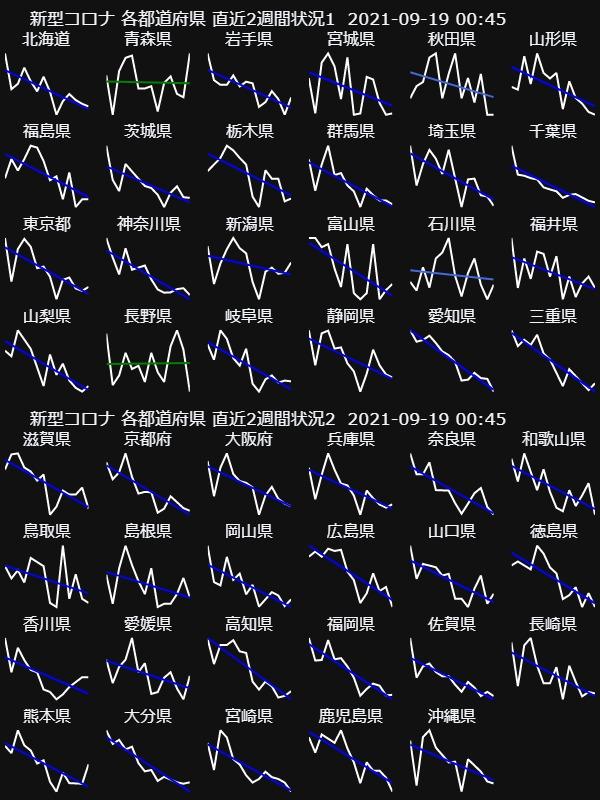 新型コロナ 各都道府県 直近2週間状況1 2021-09-19 00:45
北海道 青森県 岩手県 宮城県 秋田県 山形県
福島県 茨城県 栃木県 群馬県 埼玉県 千葉県
東京都 神奈川県 新潟県 富山県 石川県 福井県
山梨県 長野県 岐阜県 静岡県 愛知県 三重県
新型コロナ 各都道府県 直近2週間状況2 2021-09-19 00:45
滋賀県 京都府 大阪府 兵庫県 奈良県 和歌山県
鳥取県 島根県 岡山県 広島県 山口県 徳島県
香川県 愛媛県 高知県 福岡県 佐賀県 長崎県
熊本県 大分県 宮崎県 鹿児島県 沖縄県